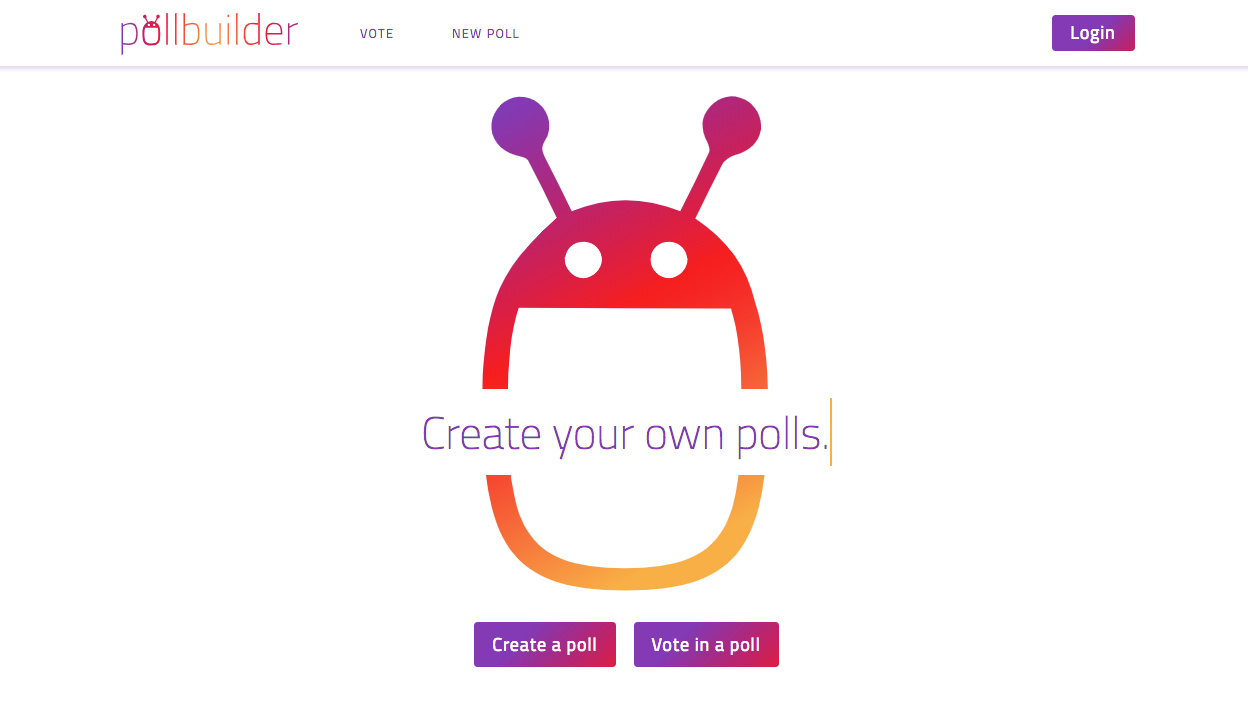 pollbuilder
VOTE
NEW POLL
Login
Create your own polls.
Create a poll
Vote in a poll